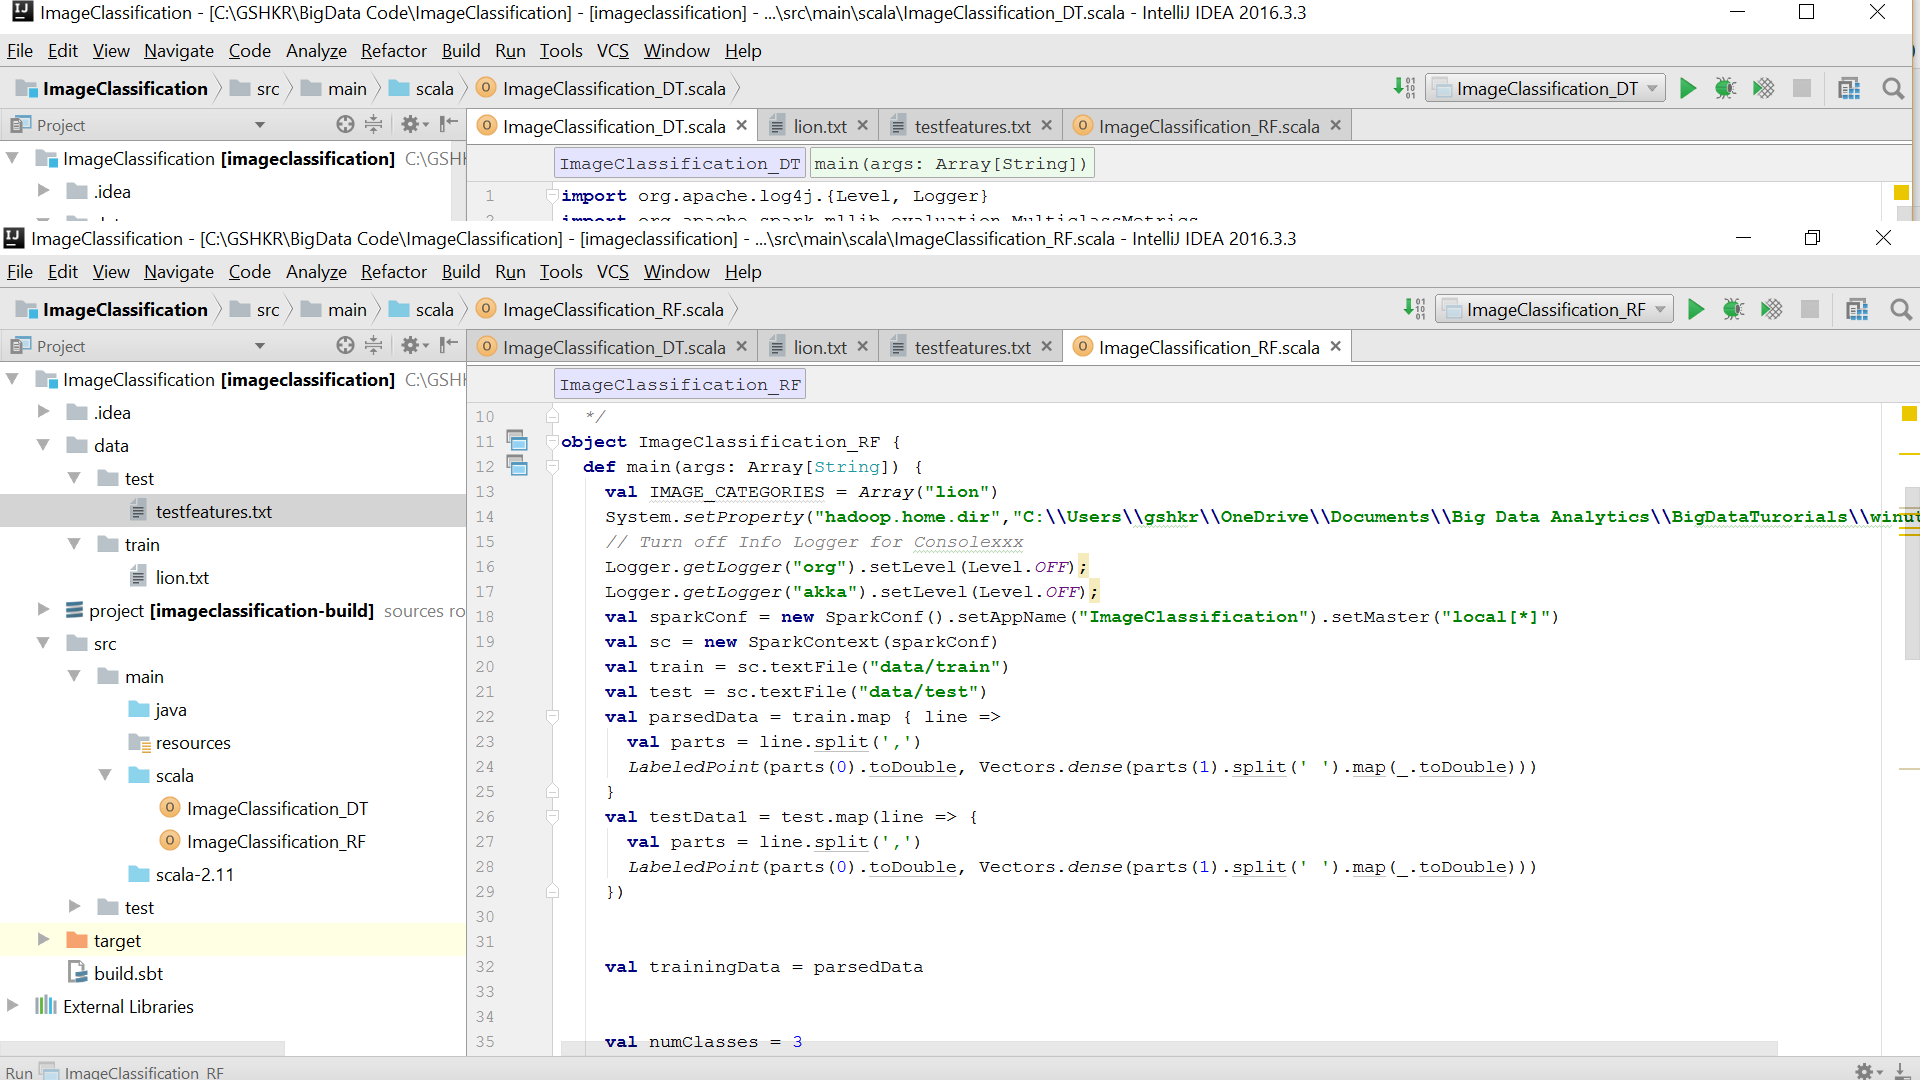 ImageClassification - [C:\GSHKR\BigData Code\ImageClassification] - [imageclassification] - ...\src\main\scala\ImageClassification_DT.scala - IntelliJ IDEA 2016.3.3
File Edit View Navigate Code Analyze Refactor Build Run Tools VCS Window Help
ImageClassification src main scala ImageClassification_DT.scala ImageClassification_DT
Project ImageClassification_DT.scala lion.txt testfeatures.txt ImageClassification_RF.scala
ImageClassification [imageclassification] C:\GSHK
ImageClassification_DT main(args: Array[String])
.idea
1 import org.apache.log4j.{Level, Logger}
2 import org.apache.spark.mllib.evaluation.MulticlassMetrics
ImageClassification - [C:\GSHKR\BigData Code\ImageClassification] - [imageclassification] - ...\src\main\scala\ImageClassification_RF.scala - IntelliJ IDEA 2016.3.3
File Edit View Navigate Code Analyze Refactor Build Run Tools VCS Window Help
ImageClassification src main scala ImageClassification_RF.scala ImageClassification_RF
Project ImageClassification_DT.scala lion.txt testfeatures.txt ImageClassification_RF.scala
ImageClassification [imageclassification] C:\GSHK
.idea
data
test
testfeatures.txt
train
lion.txt
project [imageclassification-build] sources ro
src
main
java
resources
scala
ImageClassification_DT
ImageClassification_RF
scala-2.11
test
target
build.sbt
External Libraries
ImageClassification_RF
10 */
11 object ImageClassification_RF {
12 def main(args: Array[String]) {
13 val IMAGE_CATEGORIES = Array("lion")
14 System.setProperty("hadoop.home.dir","C:\\Users\\gshkr\\OneDrive\\Documents\\Big Data Analytics\\BigDataTurorials\\winut
15 // Turn off Info Logger for Consolexxx
16 Logger.getLogger("org").setLevel(Level.OFF);
17 Logger.getLogger("akka").setLevel(Level.OFF);
18 val sparkConf = new SparkConf().setAppName("ImageClassification").setMaster("local[*]")
19 val sc = new SparkContext(sparkConf)
20 val train = sc.textFile("data/train")
21 val test = sc.textFile("data/test")
22 val parsedData = train.map { line =>
23 val parts = line.split(',')
24 LabeledPoint(parts(0).toDouble, Vectors.dense(parts(1).split(' ').map(_.toDouble)))
25 }
26 val testData1 = test.map(line => {
27 val parts = line.split(',')
28 LabeledPoint(parts(0).toDouble, Vectors.dense(parts(1).split(' ').map(_.toDouble)))
29 })
30
31
32 val trainingData = parsedData
33
34
35 val numClasses = 3
Run ImageClassification_RF